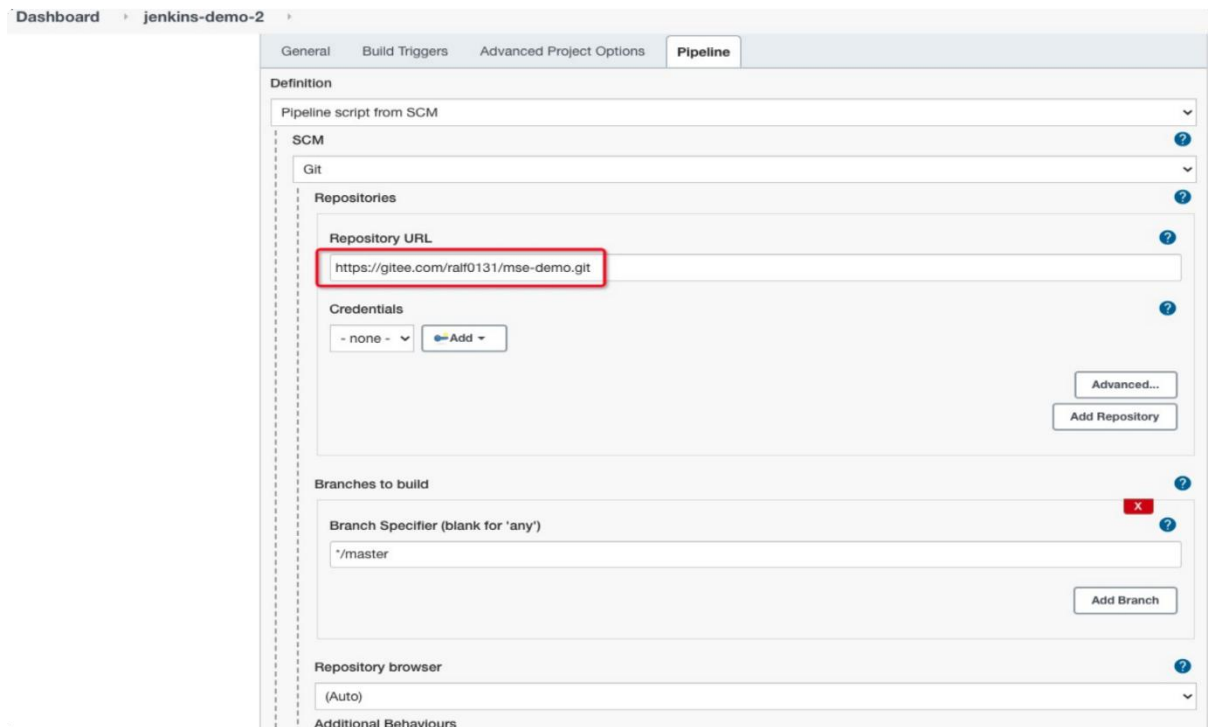 Dashboard jenkins-demo-2
General Build Triggers Advanced Project Options Pipeline
Definition
Pipeline script from SCM
SCM
Git
Repositories
Repository URL
https://gitee.com/ralf0131/mse-demo.git
Credentials
- none - Add
Advanced...
Add Repository
Branches to build
X
Branch Specifier (blank for 'any')
*/master
Add Branch
Repository browser
(Auto)
Additional Behaviours